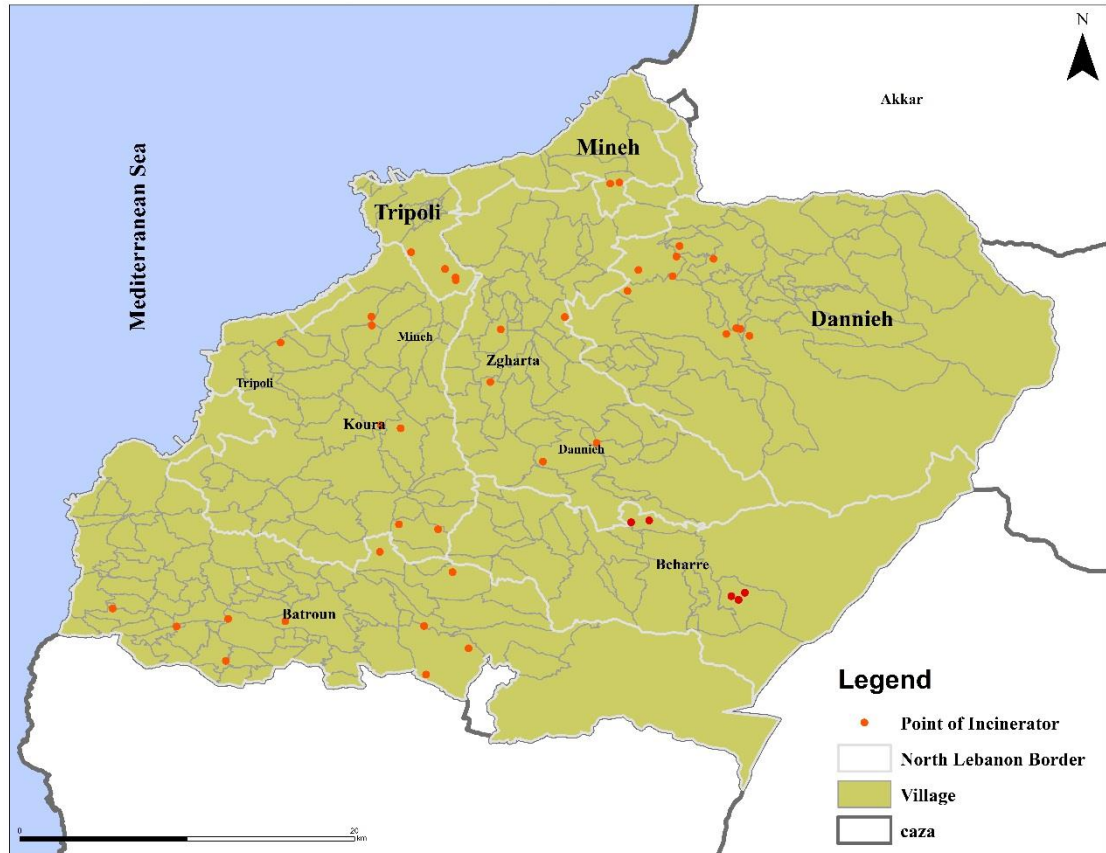 N
Akkar
Mineh
Mediterranean Sea
Tripoli
Dannieh
Mineh
Zgharta
Tripoli
Koura
Dannieh
Bcharre
Batroun
Legend
Point of Incinerator
North Lebanon Border
Village
caza
0
20
km